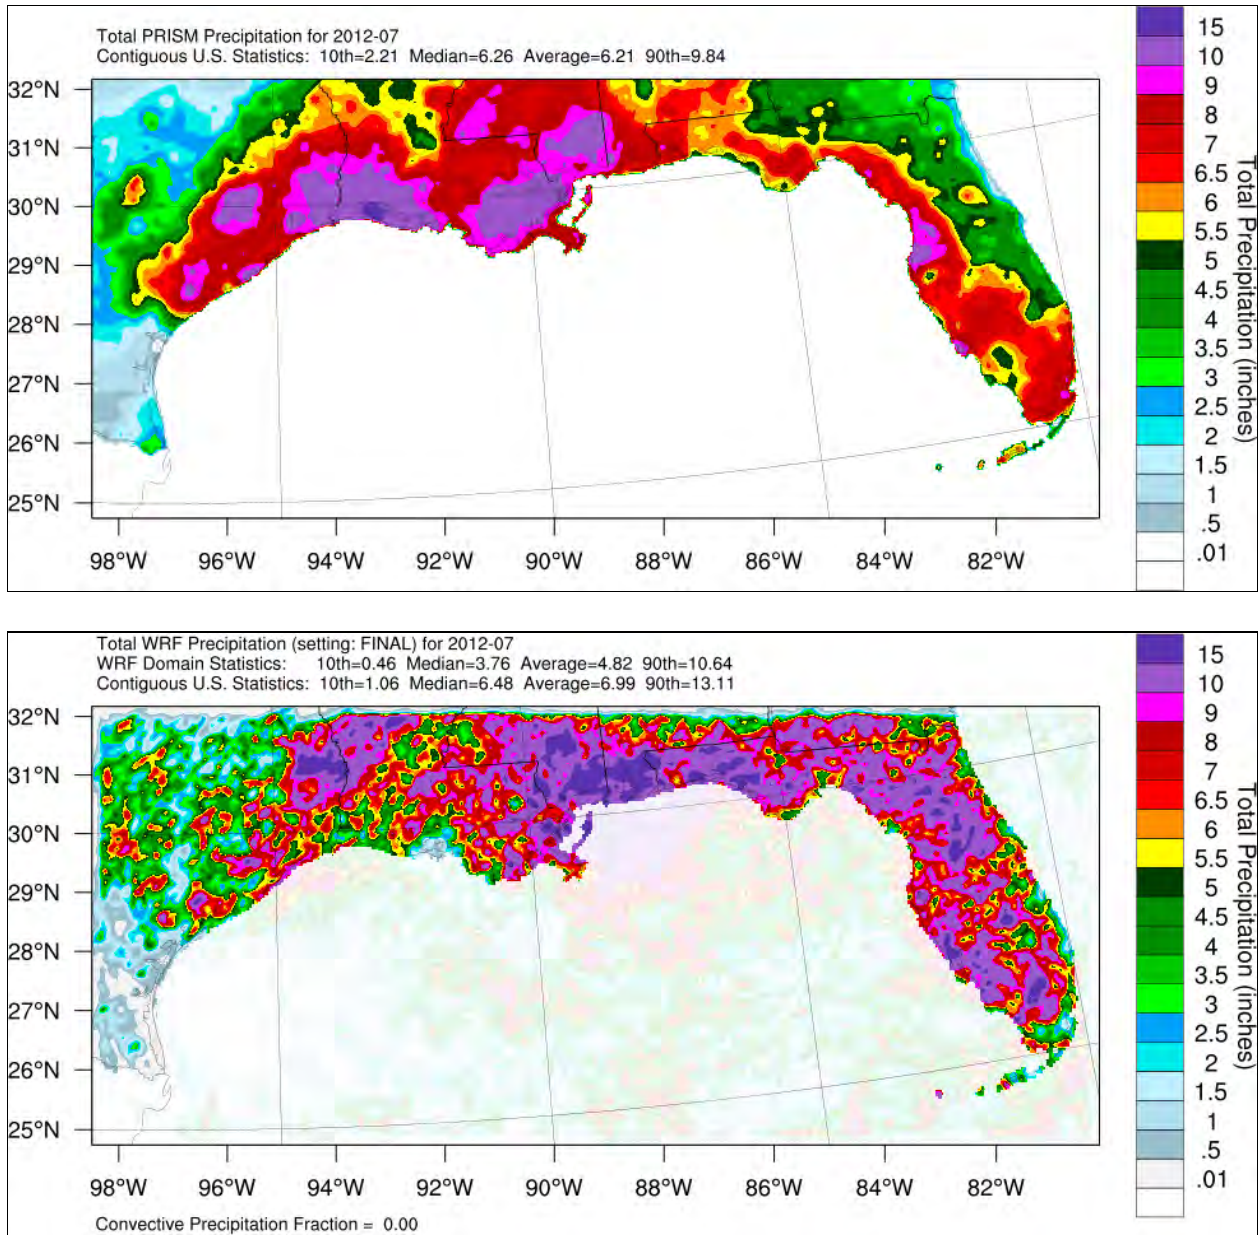 Total PRISM Precipitation for 2012-07
Contiguous U.S. Statistics: 10th=2.21 Median=6.26 Average=6.21 90th=9.84
32°N
31°N
30°N
29°N
28°N
27°N
26°N
25°N
98°W 96°W 94°W 92°W 90°W 88°W 86°W 84°W 82°W
15
10
9
8
7
6.5
6
5.5
5
4.5
4
3.5
3
2.5
2
1.5
1
.5
.01
Total Precipitation (inches)
Total WRF Precipitation (setting: FINAL) for 2012-07
WRF Domain Statistics: 10th=0.46 Median=3.76 Average=4.82 90th=10.64
Contiguous U.S. Statistics: 10th=1.06 Median=6.48 Average=6.99 90th=13.11
32°N
31°N
30°N
29°N
28°N
27°N
26°N
25°N
98°W 96°W 94°W 92°W 90°W 88°W 86°W 84°W 82°W
15
10
9
8
7
6.5
6
5.5
5
4.5
4
3.5
3
2.5
2
1.5
1
.5
.01
Total Precipitation (inches)
Convective Precipitation Fraction = 0.00